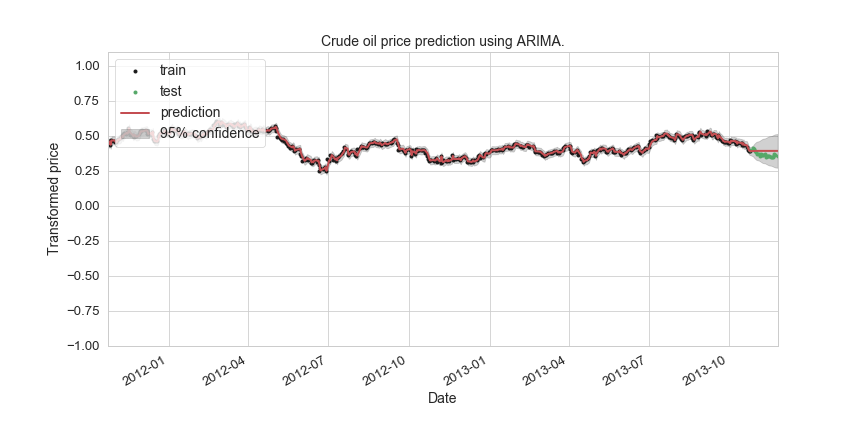 Crude oil price prediction using ARIMA.
1.00
0.75
0.50
0.25
0.00
−0.25
−0.50
−0.75
−1.00
Transformed price
train
test
prediction
95% confidence
2012-01
2012-04
2012-07
2012-10
2013-01
2013-04
2013-07
2013-10
Date